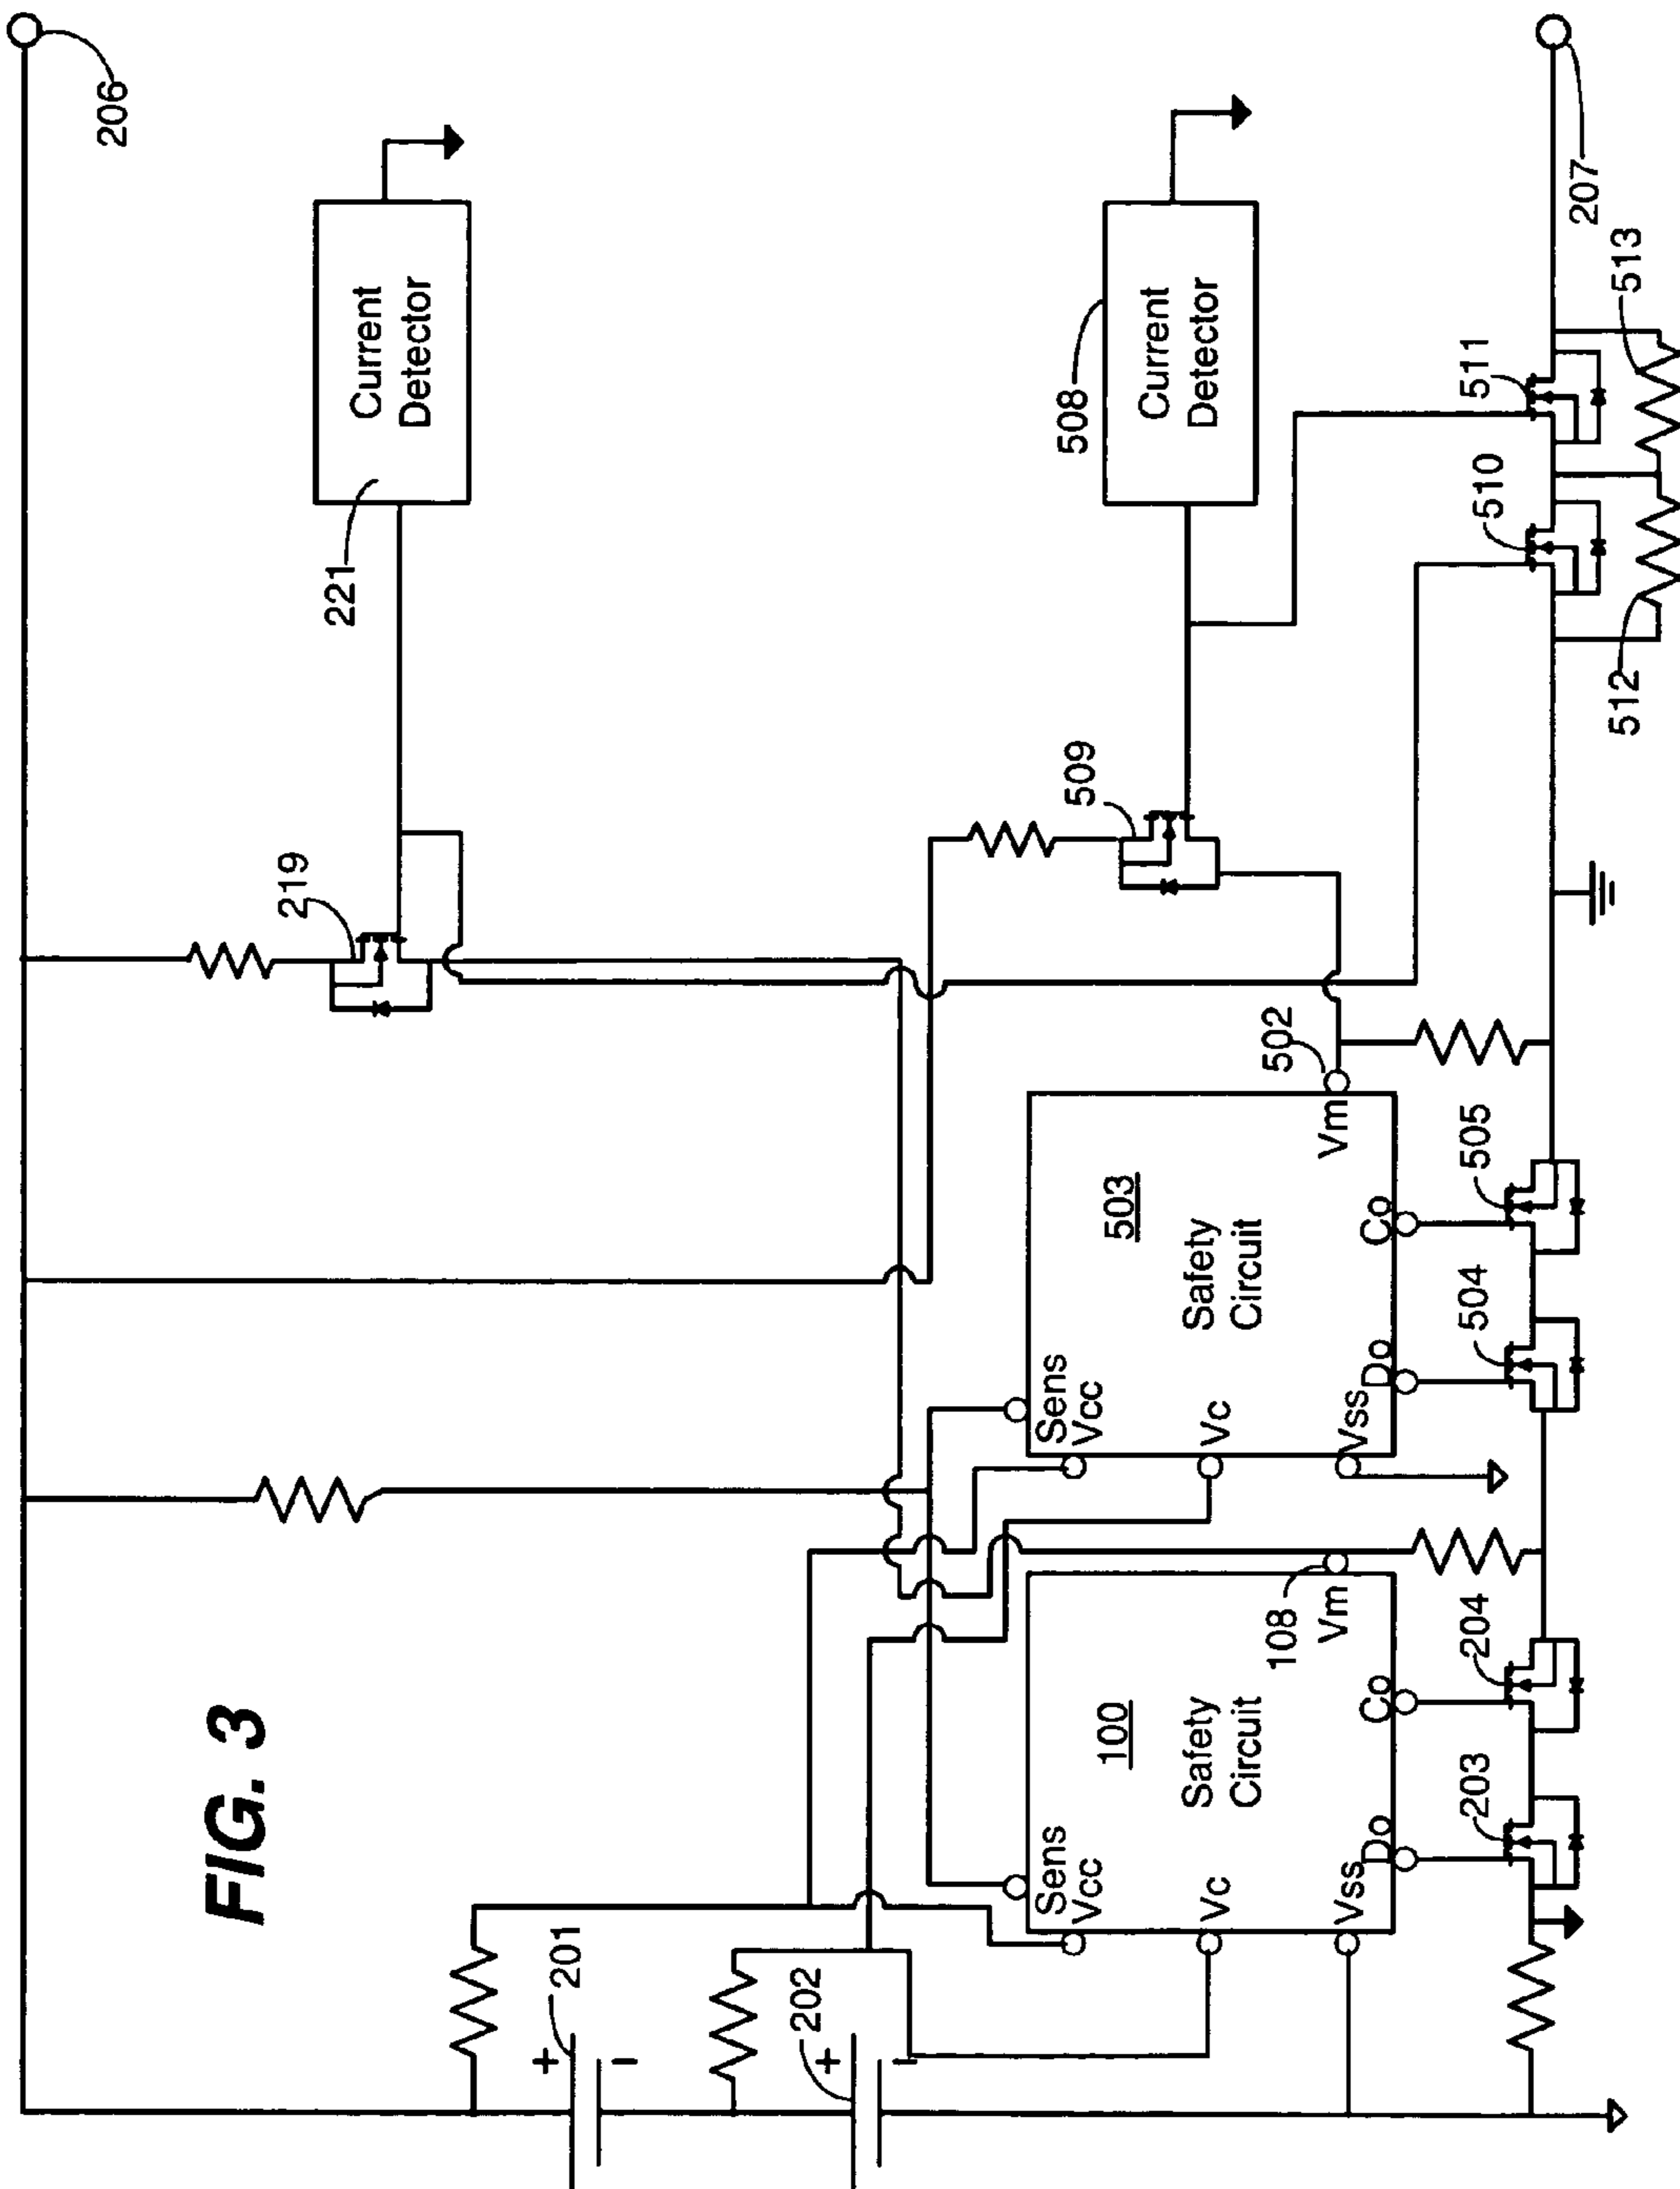 FIG. 3
206
221
Current
Detector
219
508
Current
Detector
509
207
513
511
510
512
502
Vm
503
Safety
Circuit
Sens
Vcc
Vc
Vss
Do
Co
505
504
108
Vm
100
Safety
Circuit
Sens
Vcc
Vc
Vss
Do
Co
204
203
201
+
-
202
+
-